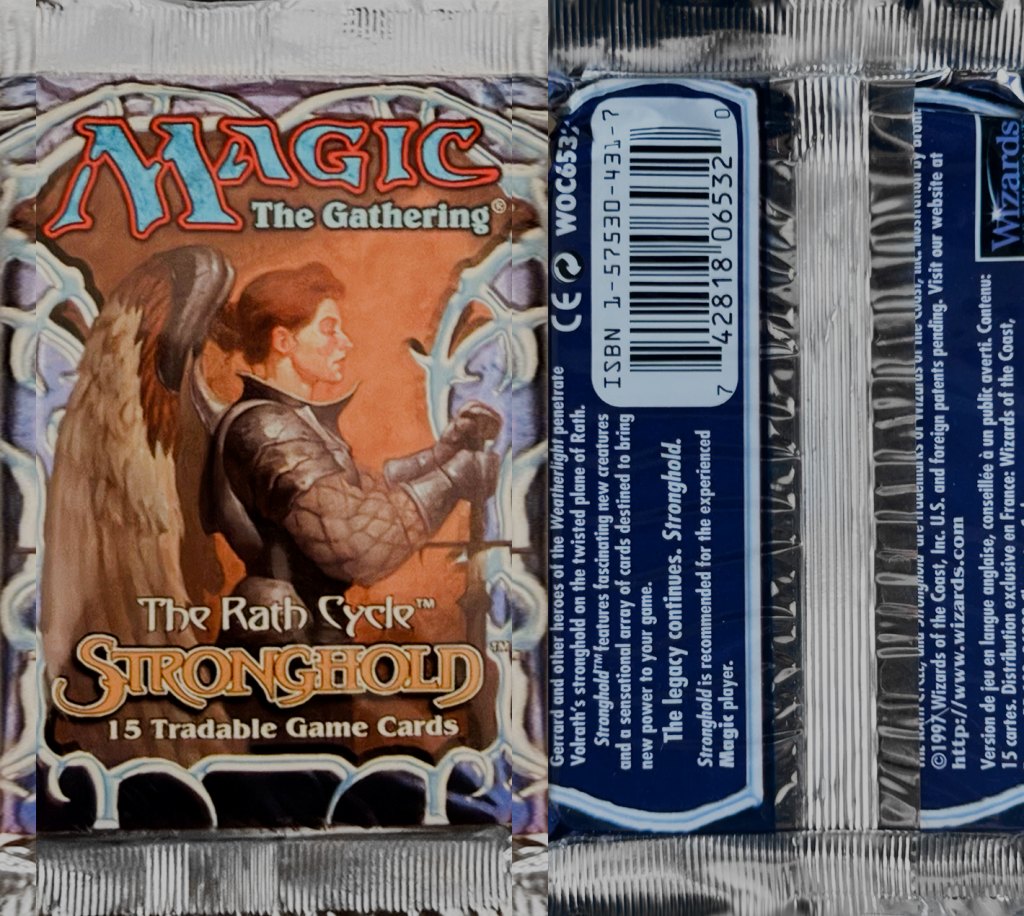 MAGIC
The Gathering®
The Rath Cycle™
STRONGHOLD™
15 Tradable Game Cards
Gerrard and other heroes of the Weatherlight penetrate
Volrath's stronghold on the twisted plane of Rath.
Stronghold™ features fascinating new creatures
and a sensational array of cards destined to bring
new power to your game.
The legacy continues. Stronghold.
Stronghold is recommended for the experienced
Magic player.
CE WOC6532
ISBN 1-57530-431-7
7 42818 06532 0
©1997 Wizards of the Coast, Inc. U.S. and foreign patents pending. Visit our website at
http://www.wizards.com
Version de jeu en langue anglaise, conseillée à un public averti. Contenu:
15 cartes. Distribution exclusive en France: Wizards of the Coast,
Wizards